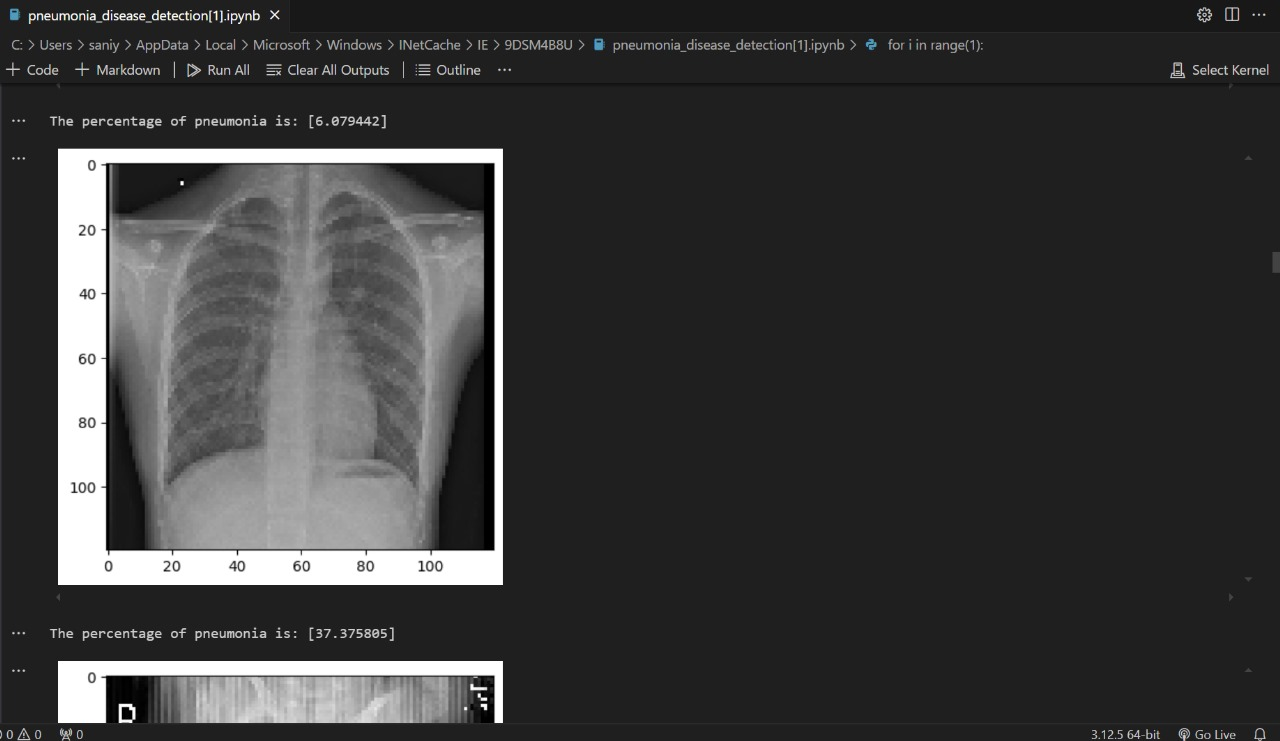 pneumonia_disease_detection[1].ipynb
C: > Users > saniy > AppData > Local > Microsoft > Windows > INetCache > IE > 9DSM4B8U > pneumonia_disease_detection[1].ipynb > for i in range(1):
+ Code + Markdown | Run All Clear All Outputs | Outline ··· Select Kernel
The percentage of pneumonia is: [6.079442]
0
20
40
60
80
100
0 20 40 60 80 100
The percentage of pneumonia is: [37.375805]
0
D
0 0 0 3.12.5 64-bit Go Live